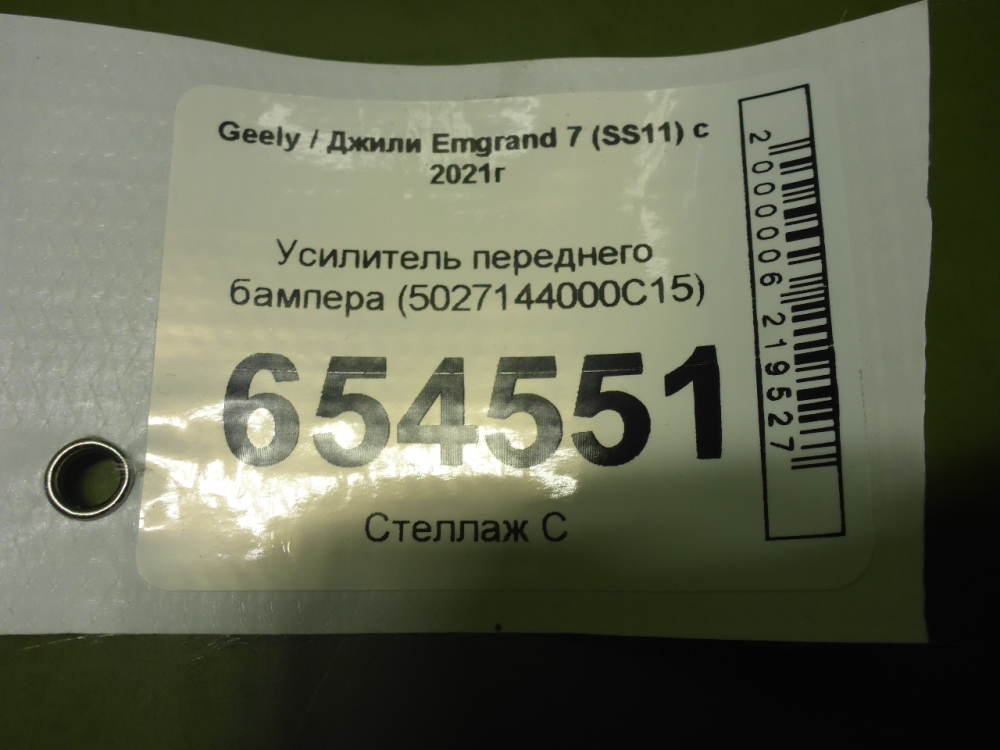 Geely / Джили Emgrand 7 (SS11) с
2021г
Усилитель переднего
бампера (5027144000C15)
654551
Стеллаж С
2000006219527